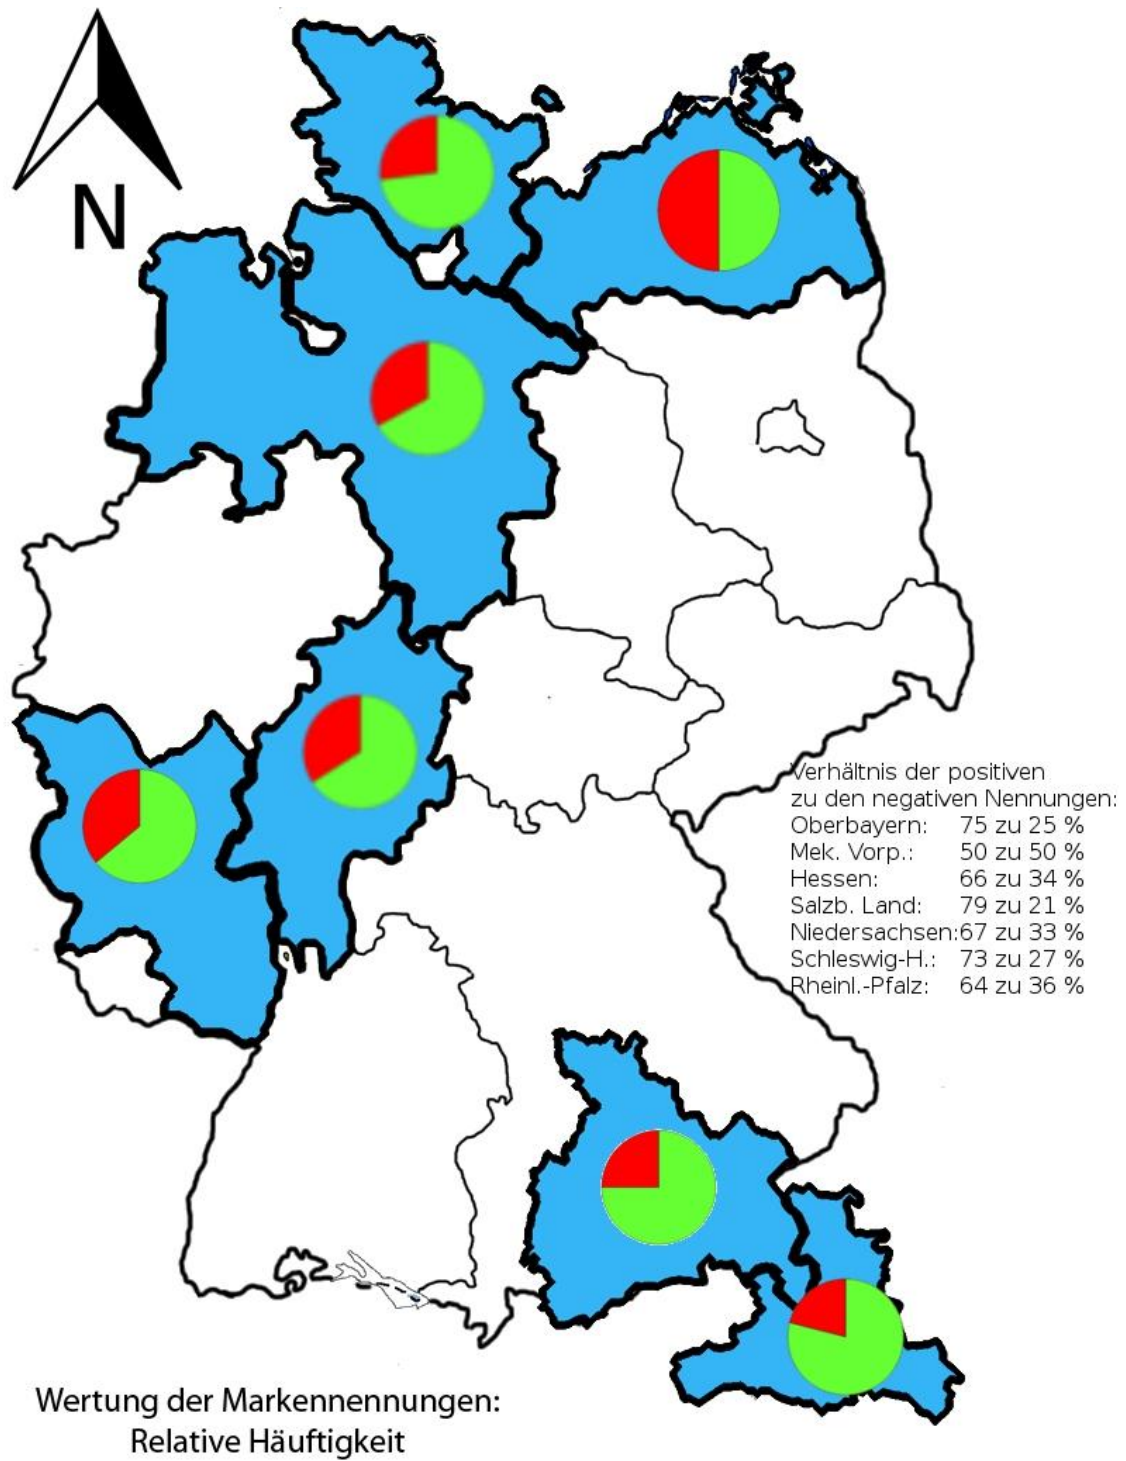 N
Verhältnis der positiven
zu den negativen Nennungen:
Oberbayern: 75 zu 25 %
Mek. Vorp.: 50 zu 50 %
Hessen: 66 zu 34 %
Salzb. Land: 79 zu 21 %
Niedersachsen:67 zu 33 %
Schleswig-H.: 73 zu 27 %
Rheinl.-Pfalz: 64 zu 36 %
Wertung der Markennennungen:
Relative Häuftigkeit